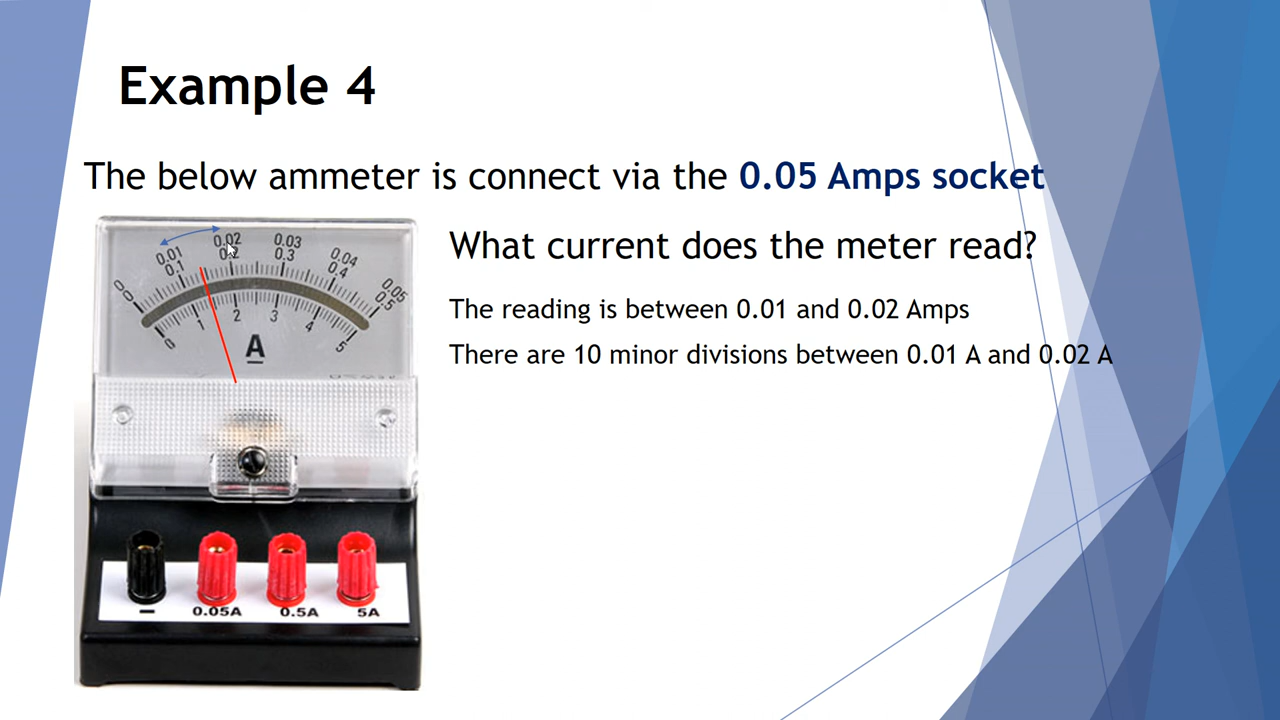 Example 4
The below ammeter is connect via the 0.05 Amps socket
What current does the meter read?
The reading is between 0.01 and 0.02 Amps
There are 10 minor divisions between 0.01 A and 0.02 A
0 0.01 0.02 0.03 0.04 0.05
0 0.1 0.2 0.3 0.4 0.5
0 1 2 3 4 5
A
− 0.05A 0.5A 5A